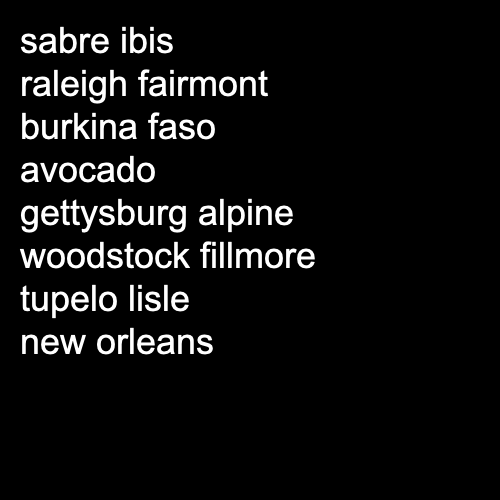 sabre ibis
raleigh fairmont
burkina faso
avocado
gettysburg alpine
woodstock fillmore
tupelo lisle
new orleans